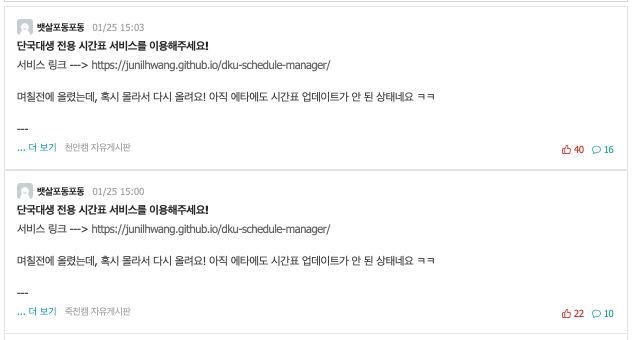 뱃살포동포동 01/25 15:03
단국대생 전용 시간표 서비스를 이용해주세요!
서비스 링크 ---> https://junilhwang.github.io/dku-schedule-manager/
며칠전에 올렸는데, 혹시 몰라서 다시 올려요! 아직 에타에도 시간표 업데이트가 안 된 상태네요 ㅋㅋ
---
... 더 보기 천안캠 자유게시판 40 16
뱃살포동포동 01/25 15:00
단국대생 전용 시간표 서비스를 이용해주세요!
서비스 링크 ---> https://junilhwang.github.io/dku-schedule-manager/
며칠전에 올렸는데, 혹시 몰라서 다시 올려요! 아직 에타에도 시간표 업데이트가 안 된 상태네요 ㅋㅋ
---
... 더 보기 죽전캠 자유게시판 22 10